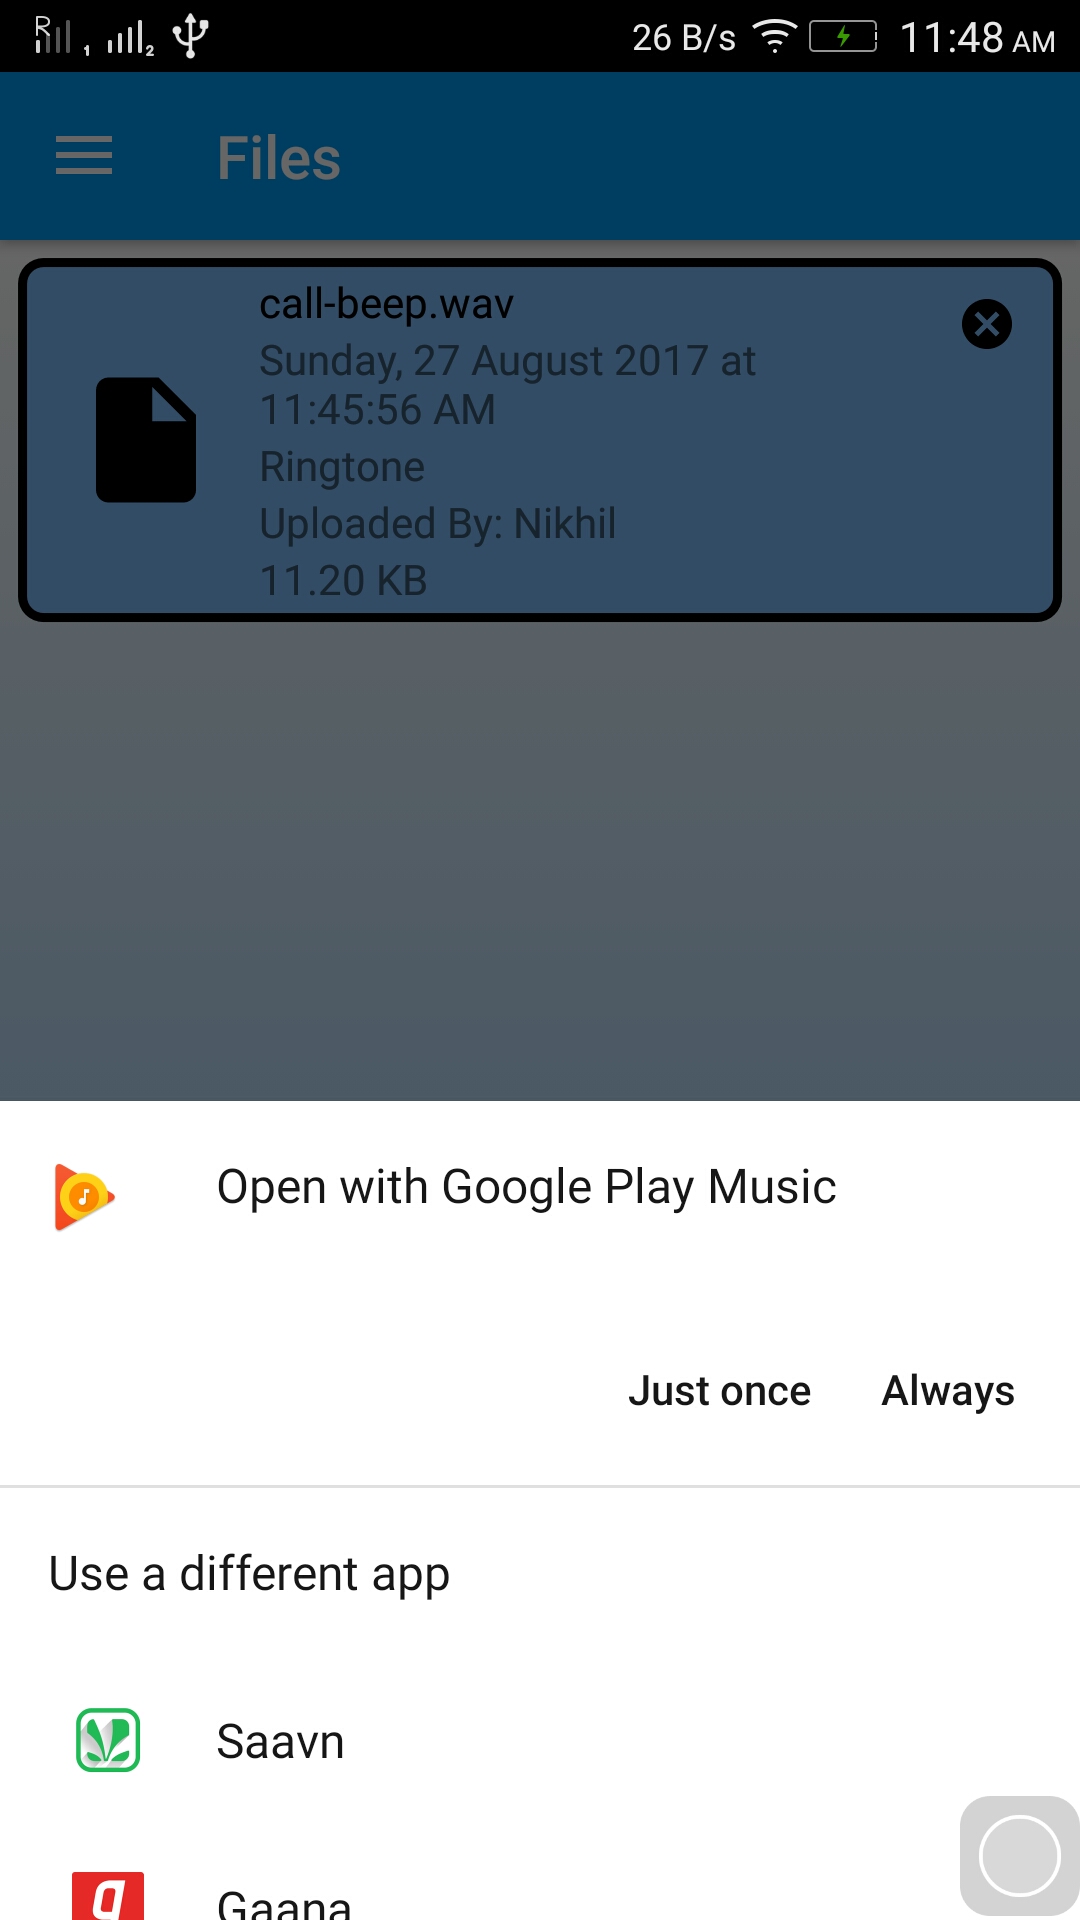 R 1 2 26 B/s 11:48 AM
Files
call-beep.wav
Sunday, 27 August 2017 at
11:45:56 AM
Ringtone
Uploaded By: Nikhil
11.20 KB
Open with Google Play Music
Just once Always
Use a different app
Saavn
g
Gaana